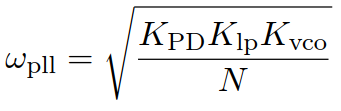 ω_pll = √(K_PD K_lp K_vco / N)